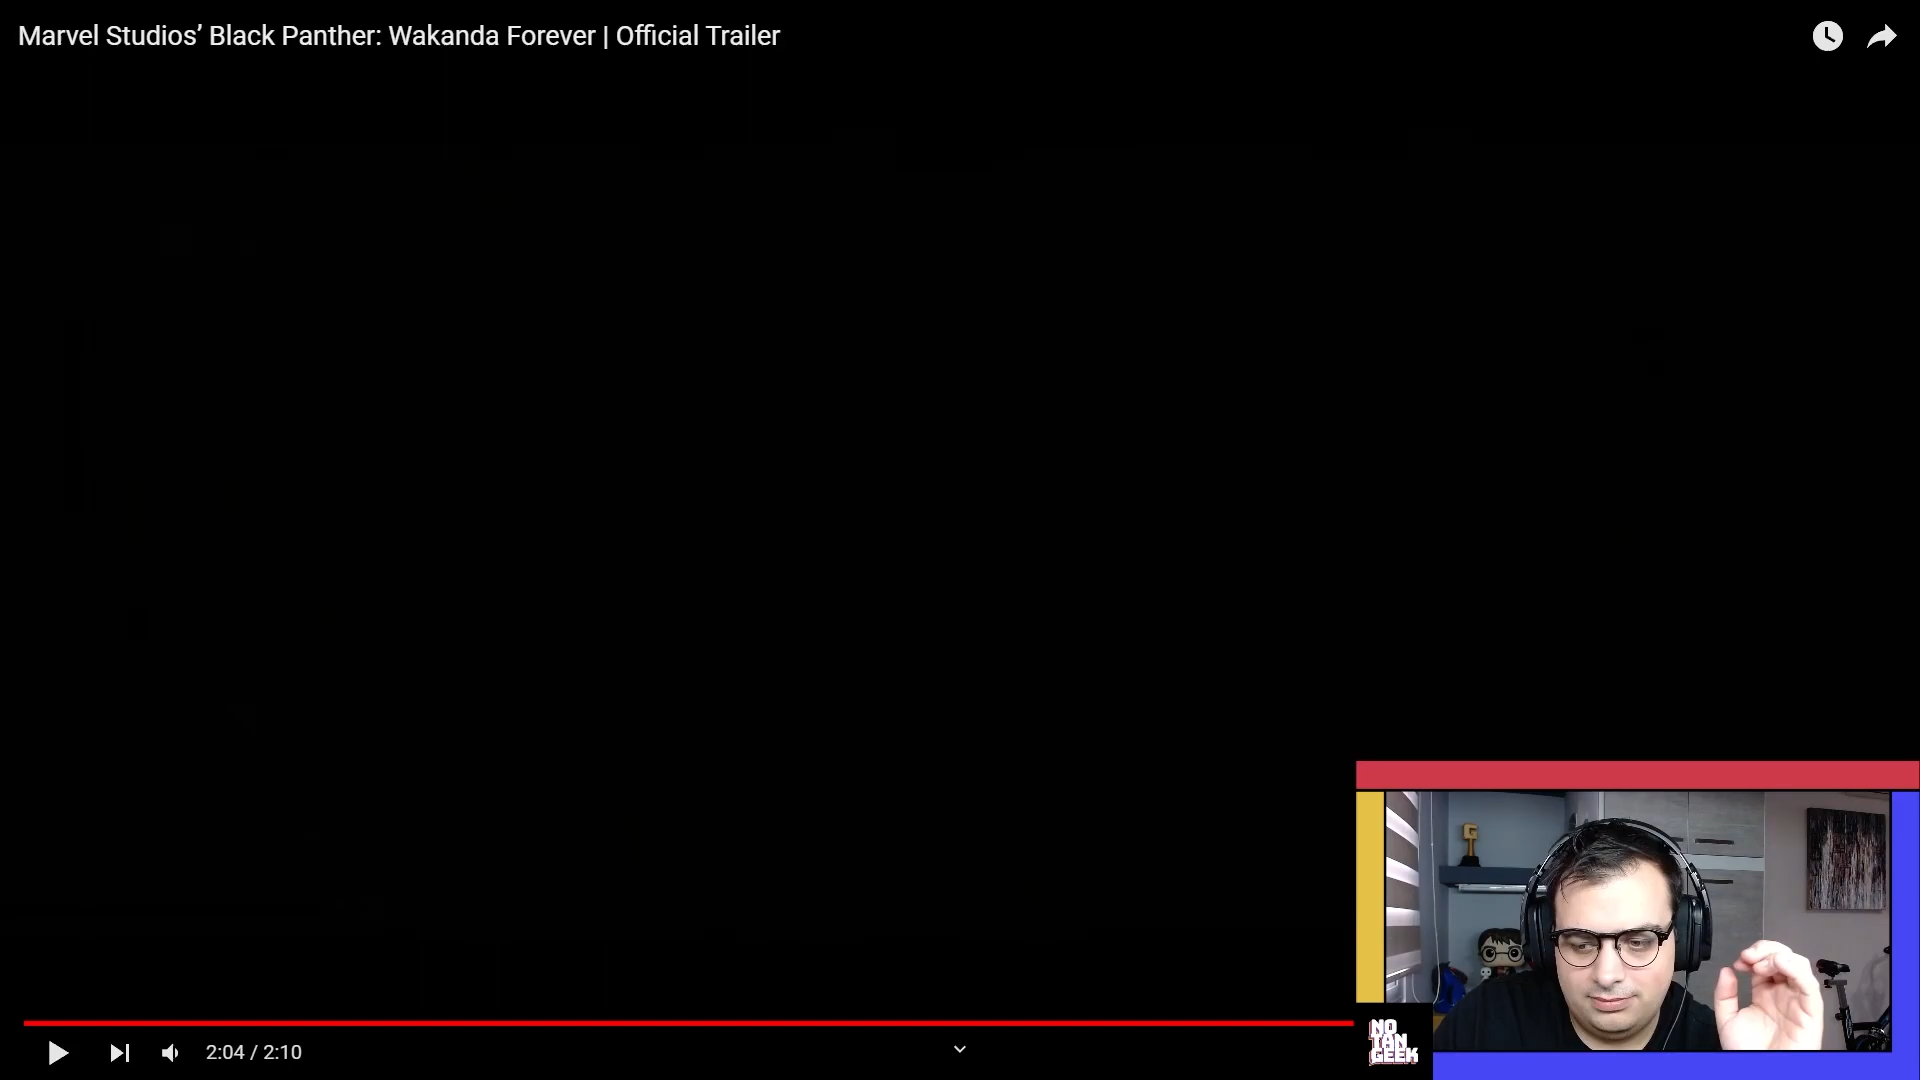 Marvel Studios’ Black Panther: Wakanda Forever | Official Trailer
2:04 / 2:10
NO
TAN
GEEK